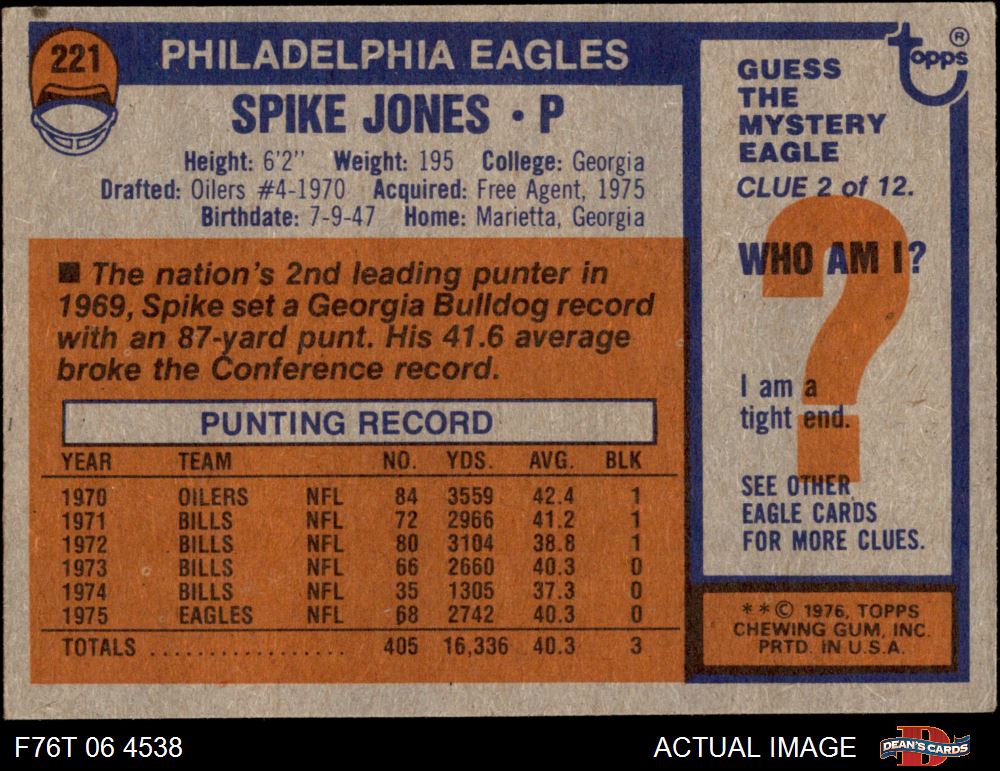 221
PHILADELPHIA EAGLES
SPIKE JONES • P
Height: 6'2" Weight: 195 College: Georgia
Drafted: Oilers #4-1970 Acquired: Free Agent, 1975
Birthdate: 7-9-47 Home: Marietta, Georgia
■ The nation's 2nd leading punter in
1969, Spike set a Georgia Bulldog record
with an 87-yard punt. His 41.6 average
broke the Conference record.
PUNTING RECORD
YEAR TEAM NO. YDS. AVG. BLK
1970 OILERS NFL 84 3559 42.4 1
1971 BILLS NFL 72 2966 41.2 1
1972 BILLS NFL 80 3104 38.8 1
1973 BILLS NFL 66 2660 40.3 0
1974 BILLS NFL 35 1305 37.3 0
1975 EAGLES NFL 68 2742 40.3 0
TOTALS .................. 405 16,336 40.3 3
topps ®
GUESS
THE
MYSTERY
EAGLE
CLUE 2 of 12.
WHO AM I?
?
I am a
tight end.
SEE OTHER
EAGLE CARDS
FOR MORE CLUES.
**© 1976, TOPPS
CHEWING GUM, INC.
PRTD. IN U.S.A.
F76T 06 4538
ACTUAL IMAGE
D
DEAN'S CARDS